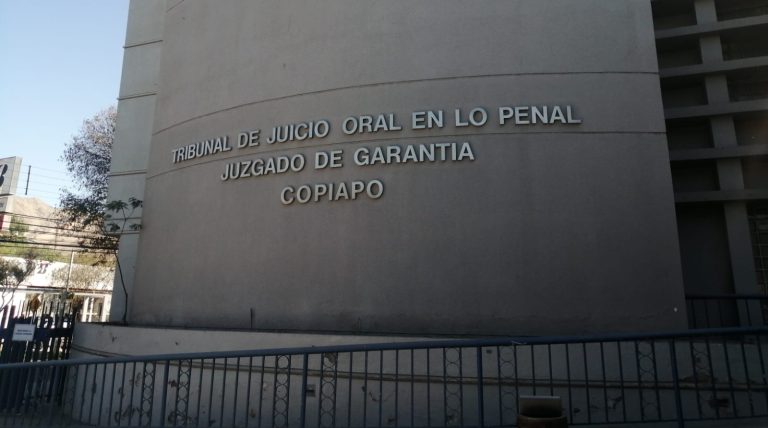 TRIBUNAL DE JUICIO ORAL EN LO PENAL
JUZGADO DE GARANTIA
COPIAPO